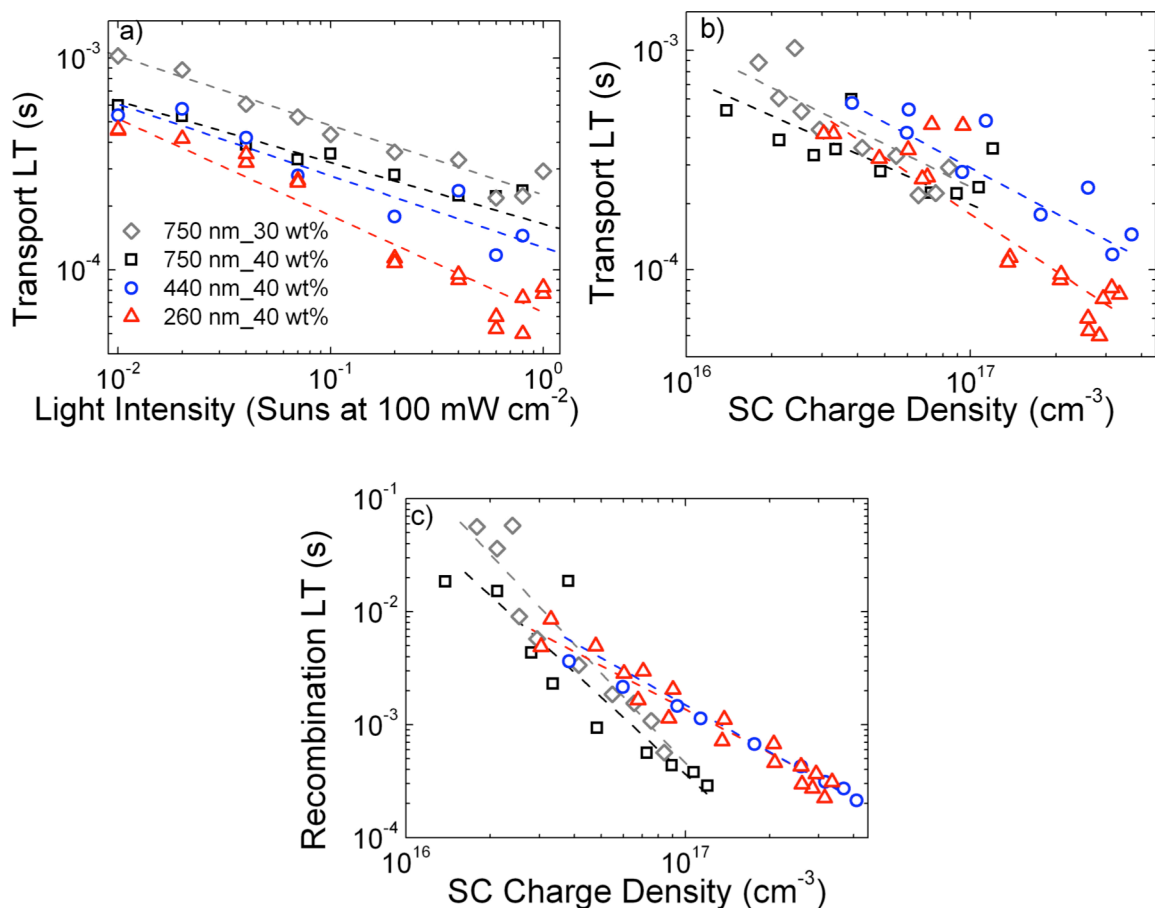 a)
10⁻³
10⁻⁴
Transport LT (s)
750 nm_30 wt%
750 nm_40 wt%
440 nm_40 wt%
260 nm_40 wt%
10⁻² 10⁻¹ 10⁰
Light Intensity (Suns at 100 mW cm⁻²)
b)
10⁻³
10⁻⁴
Transport LT (s)
10¹⁶ 10¹⁷
SC Charge Density (cm⁻³)
c)
10⁻¹
10⁻²
10⁻³
10⁻⁴
Recombination LT (s)
10¹⁶ 10¹⁷
SC Charge Density (cm⁻³)